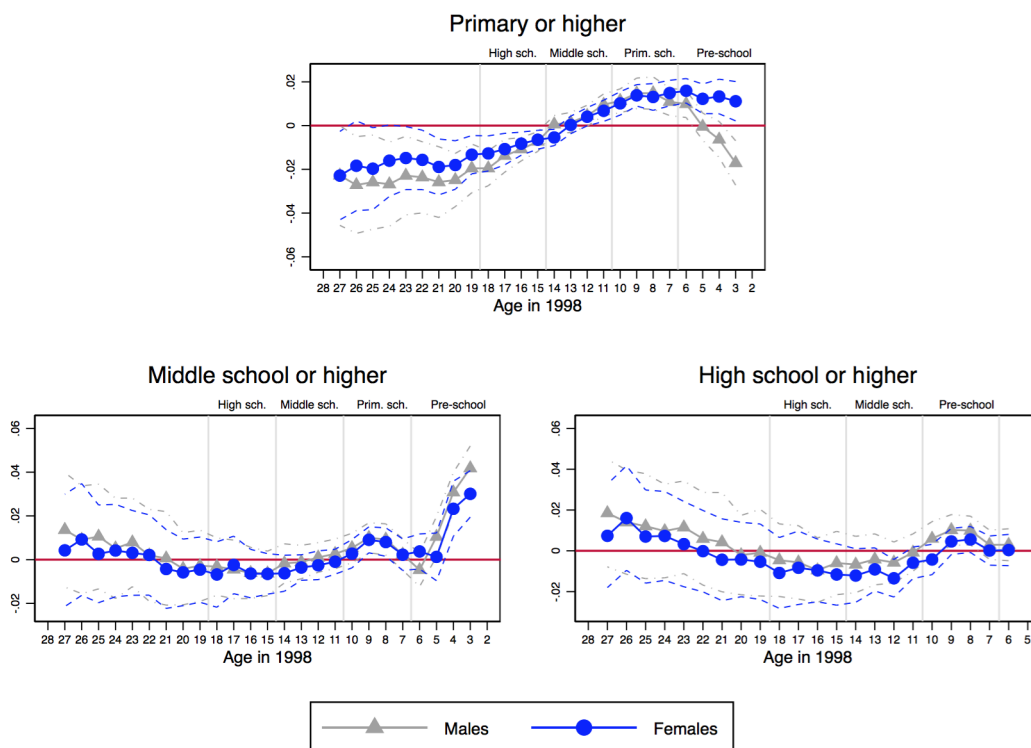 Primary or higher
High sch. Middle sch. Prim. sch. Pre-school
.02
0
-.02
-.04
-.06
28 27 26 25 24 23 22 21 20 19 18 17 16 15 14 13 12 11 10 9 8 7 6 5 4 3 2
Age in 1998
Middle school or higher
High sch. Middle sch. Prim. sch. Pre-school
.06
.04
.02
0
-.02
28 27 26 25 24 23 22 21 20 19 18 17 16 15 14 13 12 11 10 9 8 7 6 5 4 3 2
Age in 1998
High school or higher
High sch. Middle sch. Pre-school
.06
.04
.02
0
-.02
28 27 26 25 24 23 22 21 20 19 18 17 16 15 14 13 12 11 10 9 8 7 6 5
Age in 1998
Males Females